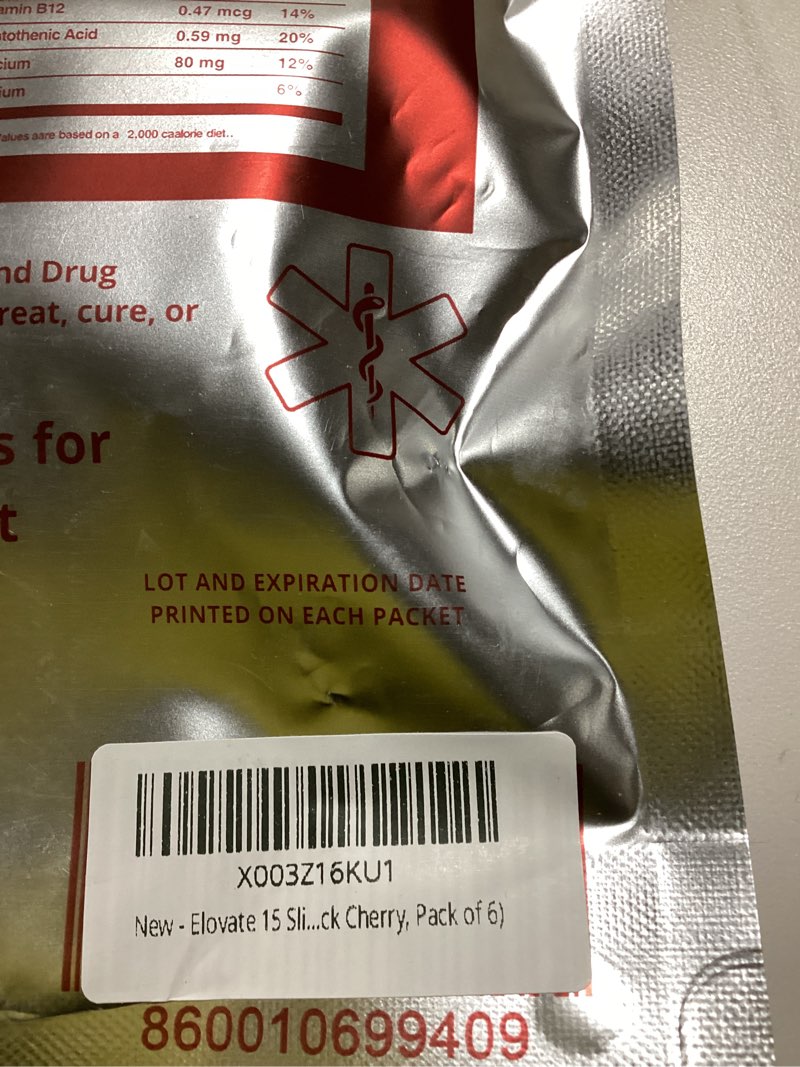 amin B12 0.47 mcg 14%
tothenic Acid 0.59 mg 20%
cium 80 mg 12%
ium 6%
alues aare based on a 2,000 caalorie diet..
nd Drug
reat, cure, or
s for
t
LOT AND EXPIRATION DATE
PRINTED ON EACH PACKET
X003Z16KU1
New - Elovate 15 Sli...ck Cherry, Pack of 6)
860010699409